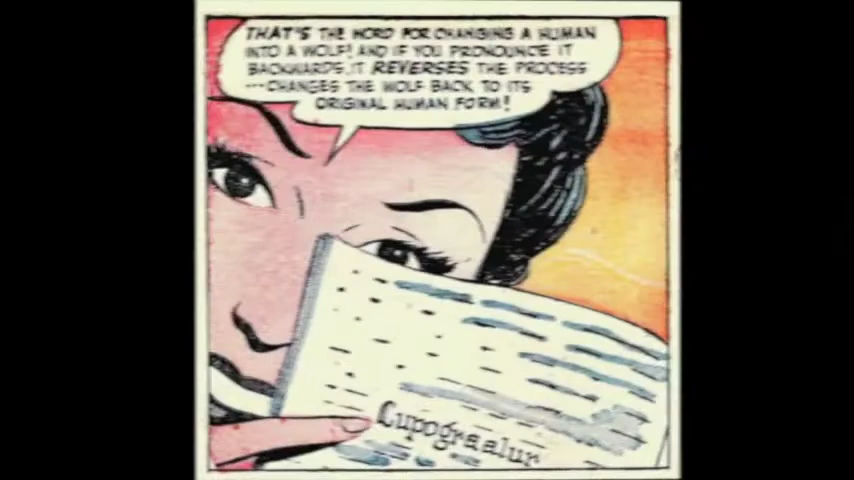 THAT'S THE WORD FOR CHANGING A HUMAN
INTO A WOLF! AND IF YOU PRONOUNCE IT
BACKWARDS, IT REVERSES THE PROCESS
--CHANGES THE WOLF BACK TO ITS
ORIGINAL HUMAN FORM!
Lupograalur